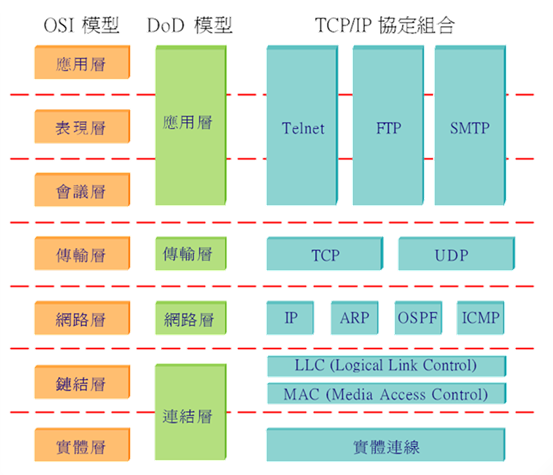 OSI 模型 DoD 模型 TCP/IP 協定組合
應用層
應用層
Telnet FTP SMTP
表現層
會議層
傳輸層 傳輸層 TCP UDP
網路層 網路層 IP ARP OSPF ICMP
LLC (Logical Link Control)
鏈結層
MAC (Media Access Control)
連結層
實體層 實體連線